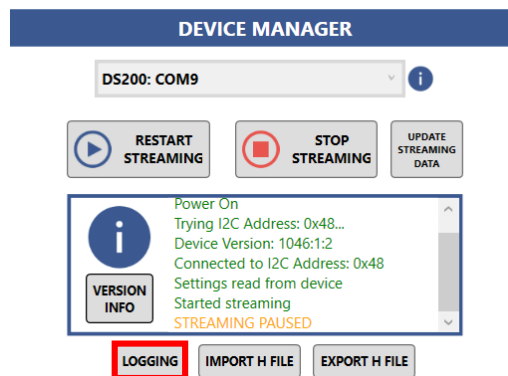 DEVICE MANAGER
DS200: COM9
i
RESTART
STREAMING
STOP
STREAMING
UPDATE
STREAMING
DATA
i
VERSION
INFO
Power On
Trying I2C Address: 0x48...
Device Version: 1046:1:2
Connected to I2C Address: 0x48
Settings read from device
Started streaming
STREAMING PAUSED
LOGGING
IMPORT H FILE
EXPORT H FILE